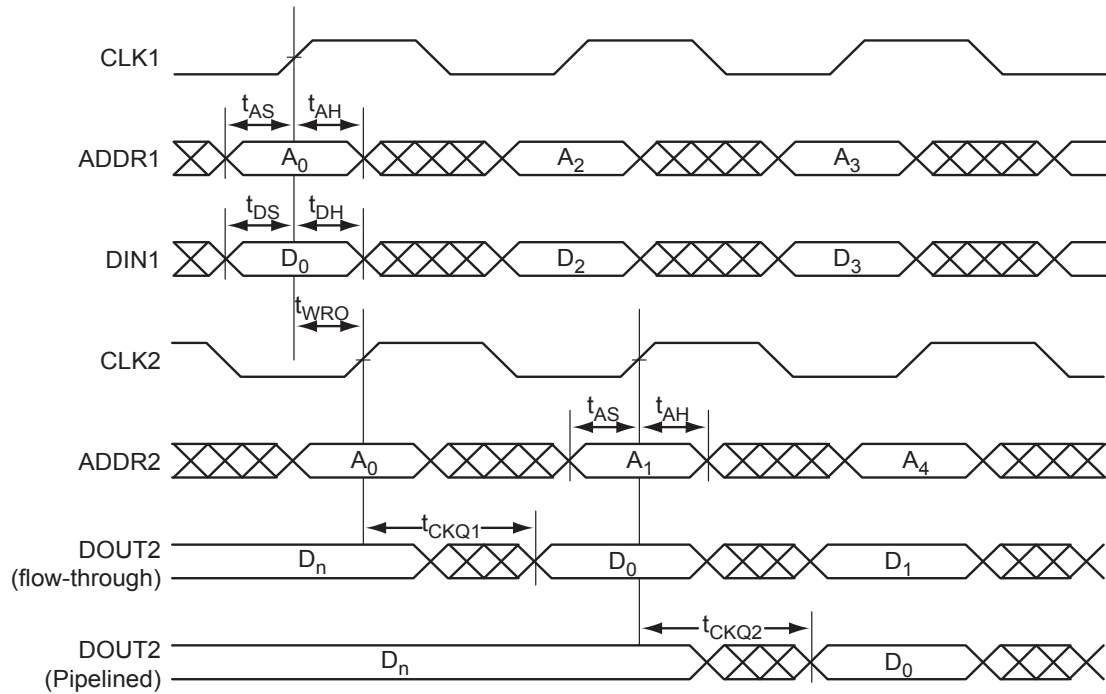 CLK1
tAS tAH
ADDR1 A0 A2 A3
tDS tDH
DIN1 D0 D2 D3
tWRO
CLK2
tAS tAH
ADDR2 A0 A1 A4
tCKQ1
DOUT2
(flow-through) Dn D0 D1
tCKQ2
DOUT2
(Pipelined) Dn D0